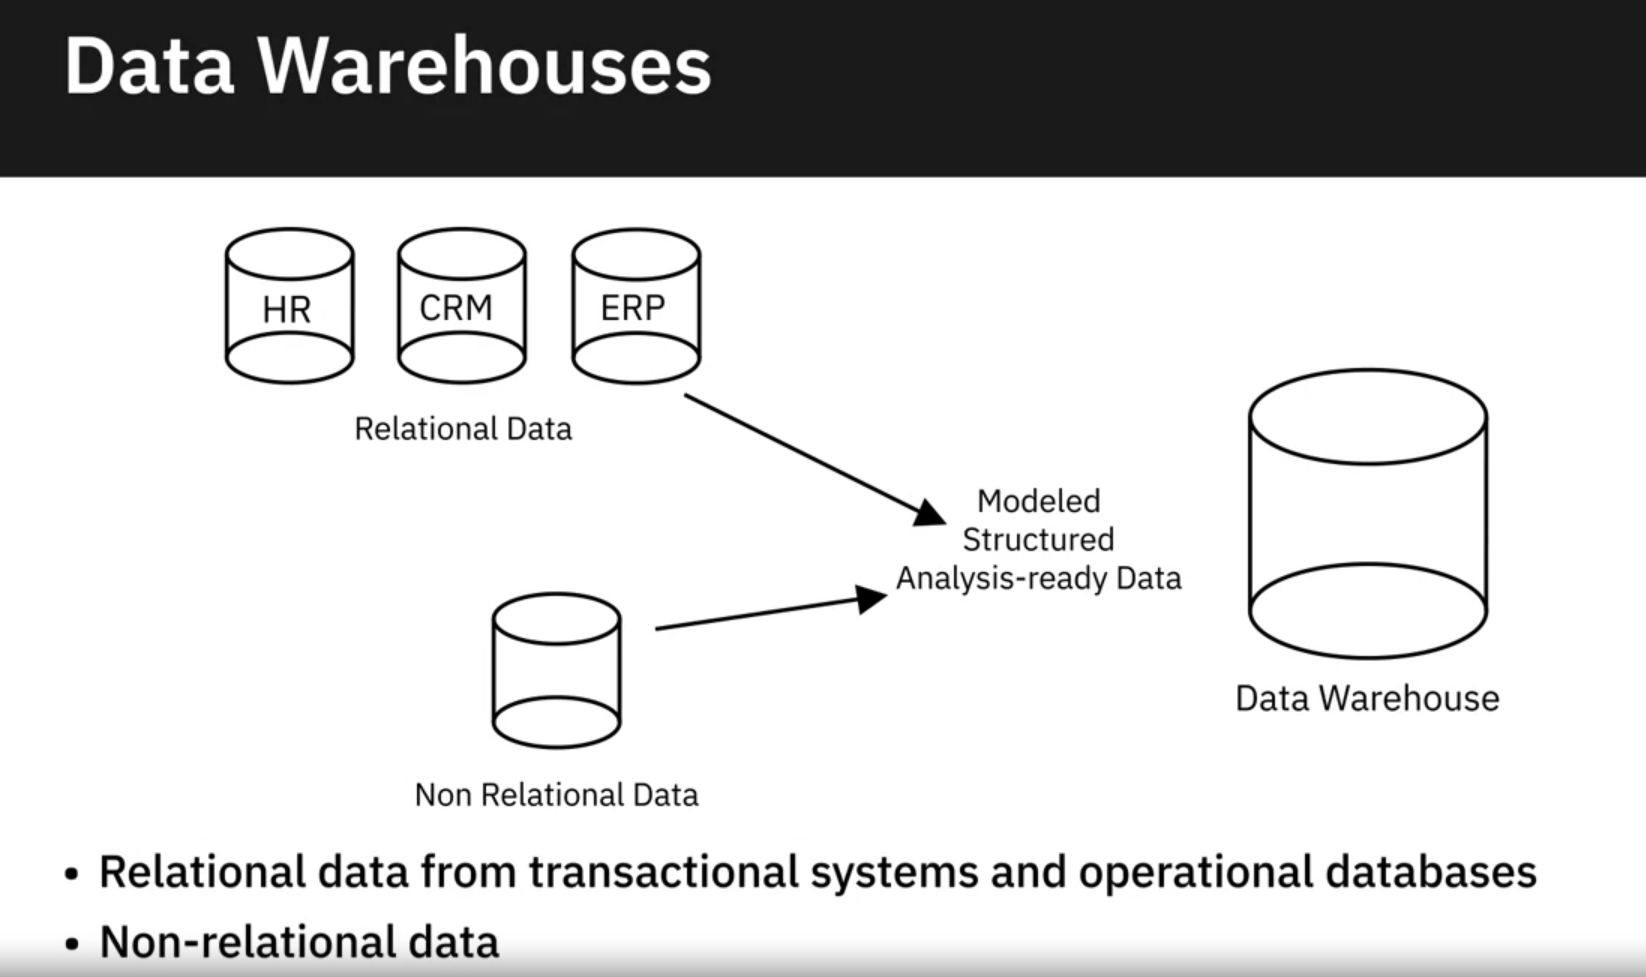 Data Warehouses
HR
CRM
ERP
Relational Data
Modeled
Structured
Analysis-ready Data
Data Warehouse
Non Relational Data
• Relational data from transactional systems and operational databases
• Non-relational data